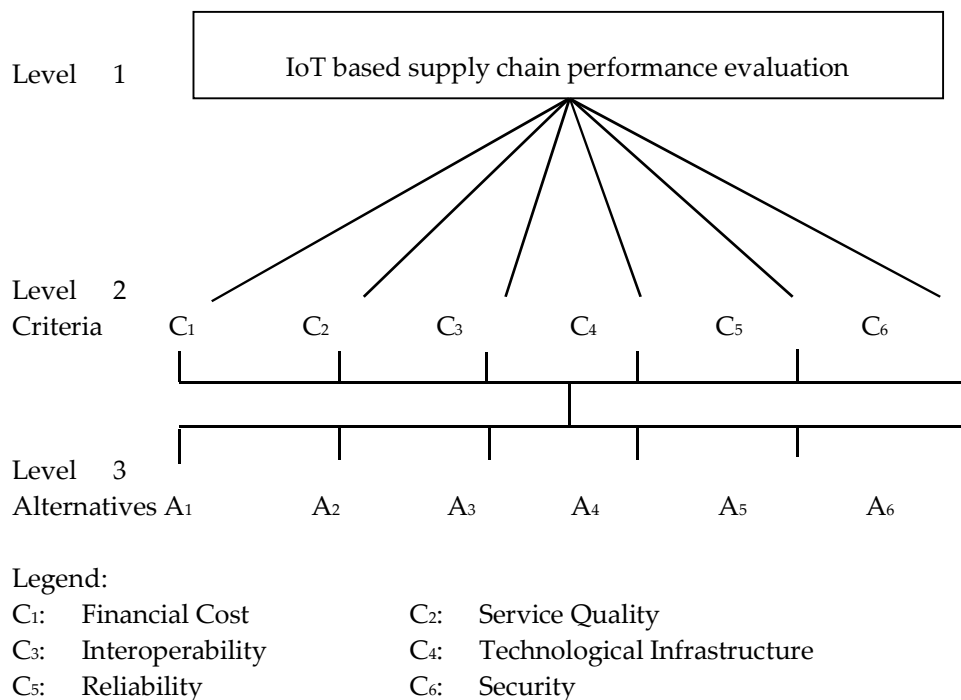 IoT based supply chain performance evaluation
Level 1
Level 2
Criteria C1 C2 C3 C4 C5 C6
Level 3
Alternatives A1 A2 A3 A4 A5 A6
Legend:
C1: Financial Cost C2: Service Quality
C3: Interoperability C4: Technological Infrastructure
C5: Reliability C6: Security